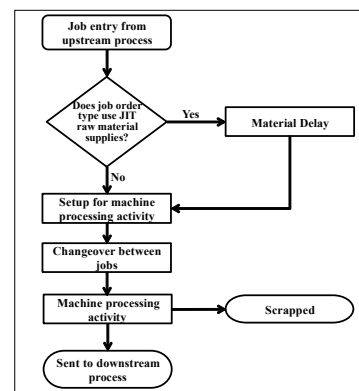 Job entry from
upstream process
Does job order
type use JIT
raw material
supplies?
Yes
Material Delay
No
Setup for machine
processing activity
Changeover between
jobs
Machine processing
activity
Scrapped
Sent to downstream
process